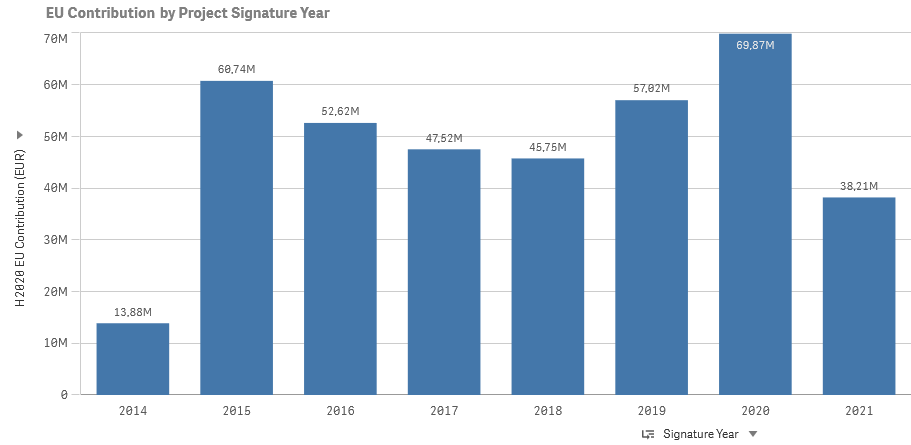 EU Contribution by Project Signature Year
H2020 EU Contribution (EUR)
70M
60M
50M
40M
30M
20M
10M
0
13,88M
60,74M
52,62M
47,52M
45,75M
57,02M
69,87M
38,21M
2014 2015 2016 2017 2018 2019 2020 2021
Signature Year